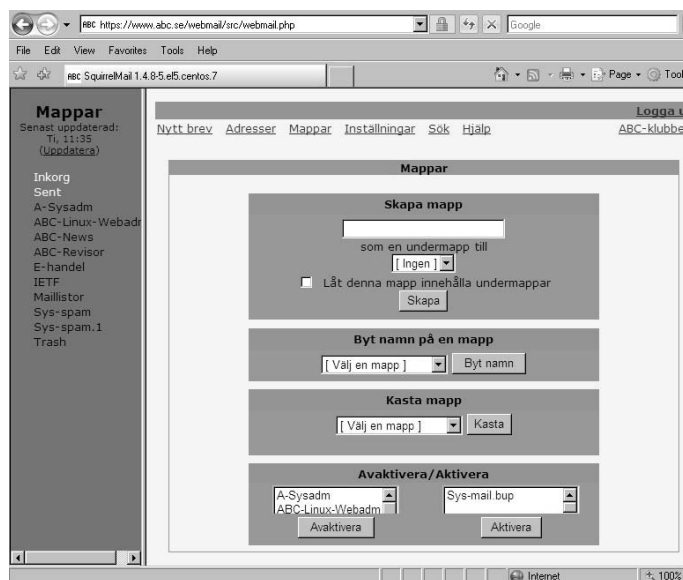 ABC https://www.abc.se/webmail/src/webmail.php
Google
File Edit View Favorites Tools Help
ABC SquirrelMail 1.4.8-5.el5.centos.7
Page
Mappar
Senast uppdaterad:
Ti, 11:35
(Uppdatera)
Inkorg
Sent
A-Sysadm
ABC-Linux-Webadr
ABC-News
ABC-Revisor
E-handel
IETF
Maillistor
Sys-spam
Sys-spam.1
Trash
Logga u
Nytt brev Adresser Mappar Inställningar Sök Hjälp ABC-klubbe
Mappar
Skapa mapp
som en undermapp till
[ Ingen ]
Låt denna mapp innehålla undermappar
Skapa
Byt namn på en mapp
[ Välj en mapp ] Byt namn
Kasta mapp
[ Välj en mapp ] Kasta
Avaktivera/Aktivera
A-Sysadm Sys-mail.bup
ABC-Linux-Webadm
Avaktivera Aktivera
Internet 100%